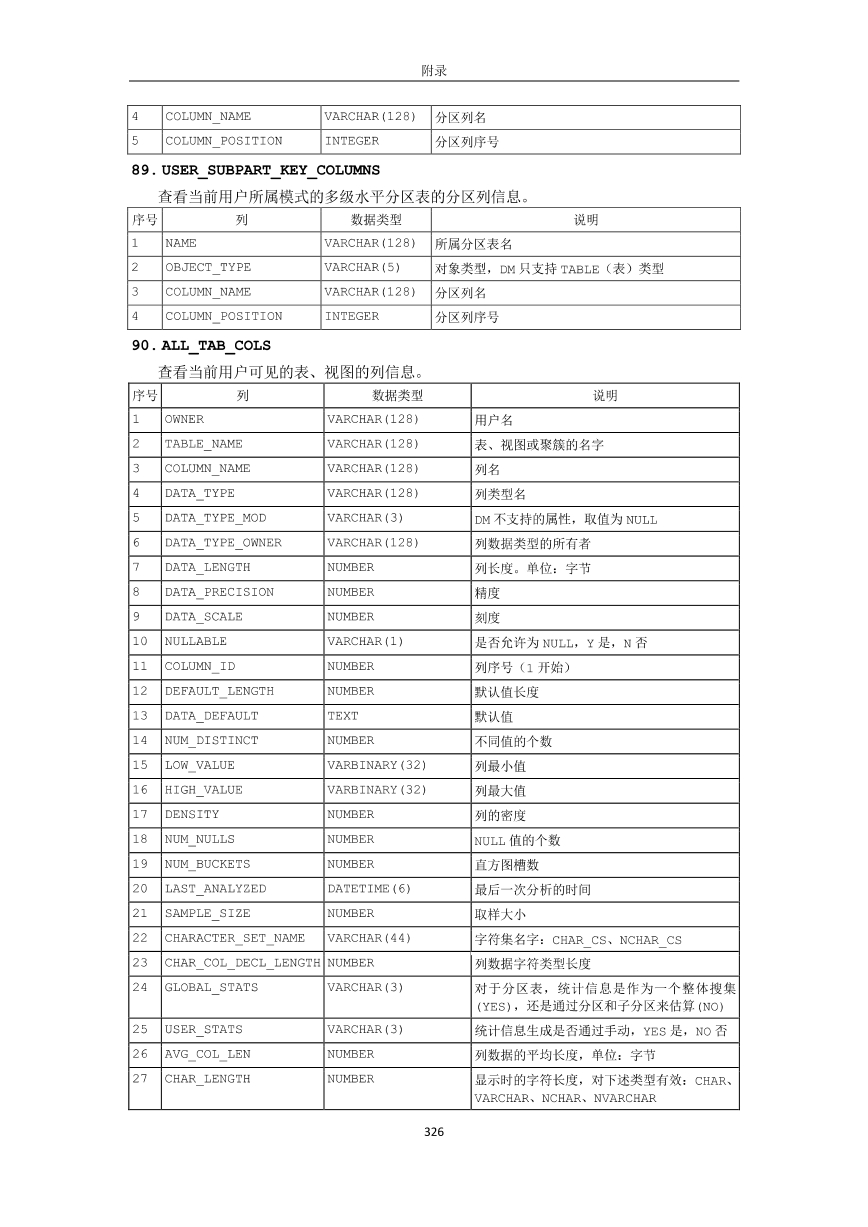 附录
4 COLUMN_NAME VARCHAR(128) 分区列名
5 COLUMN_POSITION INTEGER 分区列序号
89. USER_SUBPART_KEY_COLUMNS
查看当前用户所属模式的多级水平分区表的分区列信息。
序号 列 数据类型 说明
1 NAME VARCHAR(128) 所属分区表名
2 OBJECT_TYPE VARCHAR(5) 对象类型，DM 只支持 TABLE（表）类型
3 COLUMN_NAME VARCHAR(128) 分区列名
4 COLUMN_POSITION INTEGER 分区列序号
90. ALL_TAB_COLS
查看当前用户可见的表、视图的列信息。
序号 列 数据类型 说明
1 OWNER VARCHAR(128) 用户名
2 TABLE_NAME VARCHAR(128) 表、视图或聚簇的名字
3 COLUMN_NAME VARCHAR(128) 列名
4 DATA_TYPE VARCHAR(128) 列类型名
5 DATA_TYPE_MOD VARCHAR(3) DM 不支持的属性，取值为 NULL
6 DATA_TYPE_OWNER VARCHAR(128) 列数据类型的所有者
7 DATA_LENGTH NUMBER 列长度。单位：字节
8 DATA_PRECISION NUMBER 精度
9 DATA_SCALE NUMBER 刻度
10 NULLABLE VARCHAR(1) 是否允许为 NULL，Y 是，N 否
11 COLUMN_ID NUMBER 列序号（1 开始）
12 DEFAULT_LENGTH NUMBER 默认值长度
13 DATA_DEFAULT TEXT 默认值
14 NUM_DISTINCT NUMBER 不同值的个数
15 LOW_VALUE VARBINARY(32) 列最小值
16 HIGH_VALUE VARBINARY(32) 列最大值
17 DENSITY NUMBER 列的密度
18 NUM_NULLS NUMBER NULL 值的个数
19 NUM_BUCKETS NUMBER 直方图槽数
20 LAST_ANALYZED DATETIME(6) 最后一次分析的时间
21 SAMPLE_SIZE NUMBER 取样大小
22 CHARACTER_SET_NAME VARCHAR(44) 字符集名字：CHAR_CS、NCHAR_CS
23 CHAR_COL_DECL_LENGTH NUMBER 列数据字符类型长度
24 GLOBAL_STATS VARCHAR(3) 对于分区表，统计信息是作为一个整体搜集
(YES)，还是通过分区和子分区来估算(NO)
25 USER_STATS VARCHAR(3) 统计信息生成是否通过手动，YES 是，NO 否
26 AVG_COL_LEN NUMBER 列数据的平均长度，单位：字节
27 CHAR_LENGTH NUMBER 显示时的字符长度，对下述类型有效：CHAR、
VARCHAR、NCHAR、NVARCHAR
326